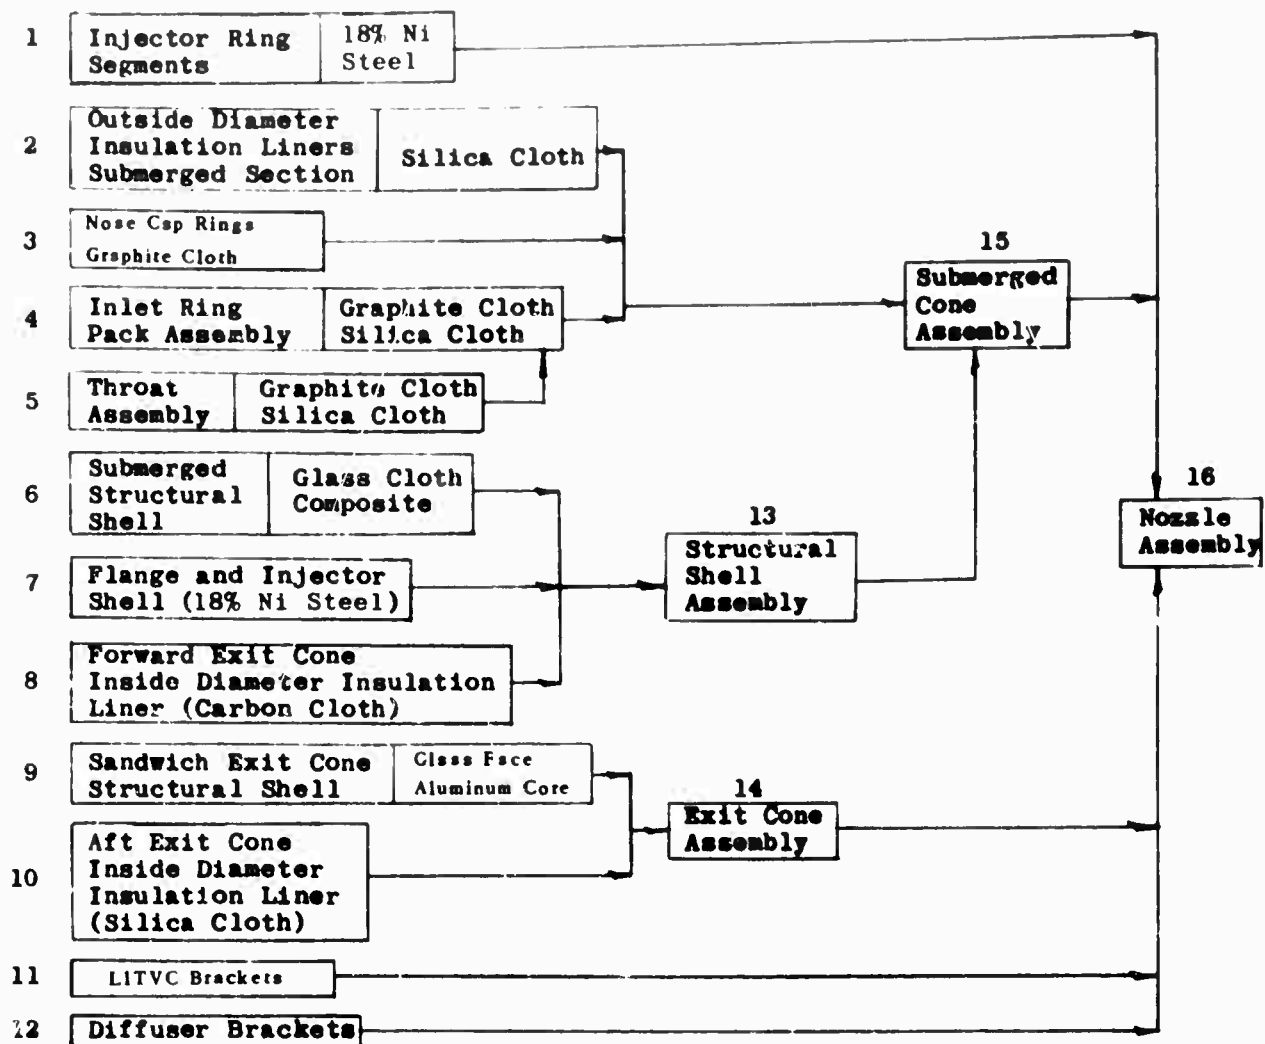 1
Injector Ring
Segments
18% Ni
Steel
2
Outside Diameter
Insulation Liners
Submerged Section
Silica Cloth
3
Nose Cap Rings
Graphite Cloth
4
Inlet Ring
Pack Assembly
Graphite Cloth
Silica Cloth
5
Throat
Assembly
Graphite Cloth
Silica Cloth
6
Submerged
Structural
Shell
Glass Cloth
Composite
7
Flange and Injector
Shell (18% Ni Steel)
8
Forward Exit Cone
Inside Diameter Insulation
Liner (Carbon Cloth)
9
Sandwich Exit Cone
Structural Shell
Glass Face
Aluminum Core
10
Aft Exit Cone
Inside Diameter
Insulation Liner
(Silica Cloth)
11
LITVC Brackets
12
Diffuser Brackets
13
Structural
Shell
Assembly
14
Exit Cone
Assembly
15
Submerged
Cone
Assembly
16
Nozzle
Assembly